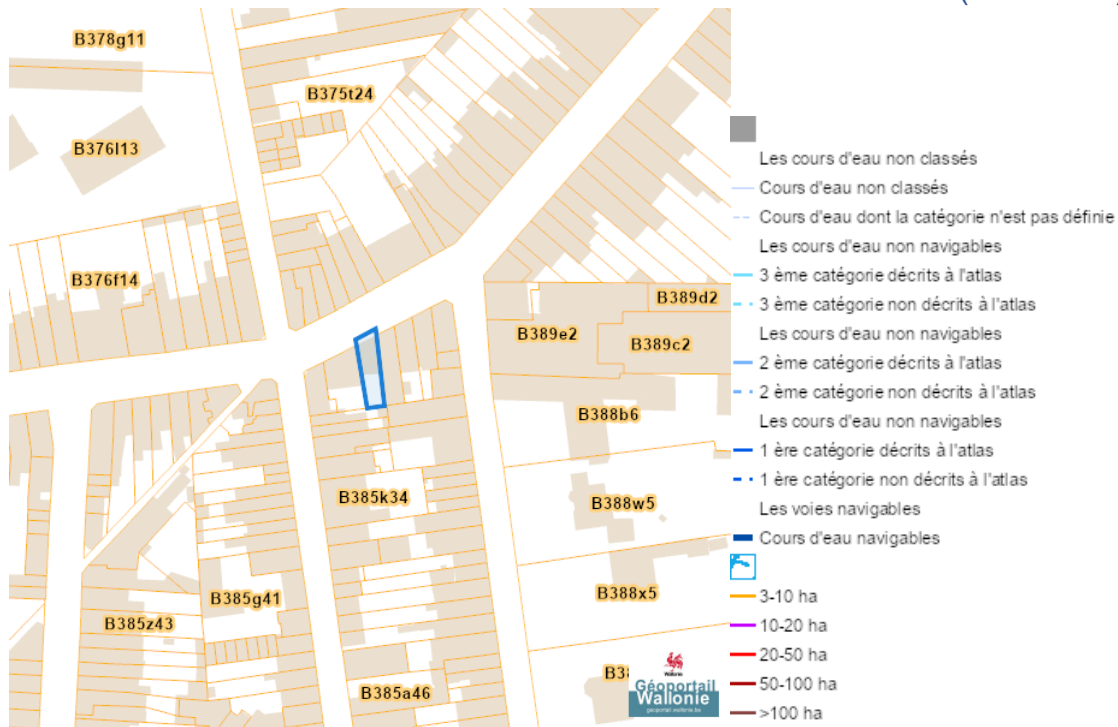 B378g11
B375t24
B376l13
B376f14
B389d2
B389e2
B389c2
B388b6
B385k34
B388w5
B385g41
B388x5
B385z43
B385a46
Wallonie
Géoportail
Wallonie
geoportail.wallonie.be
Les cours d'eau non classés
Cours d'eau non classés
Cours d'eau dont la catégorie n'est pas définie
Les cours d'eau non navigables
3 ème catégorie décrits à l'atlas
3 ème catégorie non décrits à l'atlas
Les cours d'eau non navigables
2 ème catégorie décrits à l'atlas
2 ème catégorie non décrits à l'atlas
Les cours d'eau non navigables
1 ère catégorie décrits à l'atlas
1 ère catégorie non décrits à l'atlas
Les voies navigables
Cours d'eau navigables
3-10 ha
10-20 ha
20-50 ha
50-100 ha
>100 ha